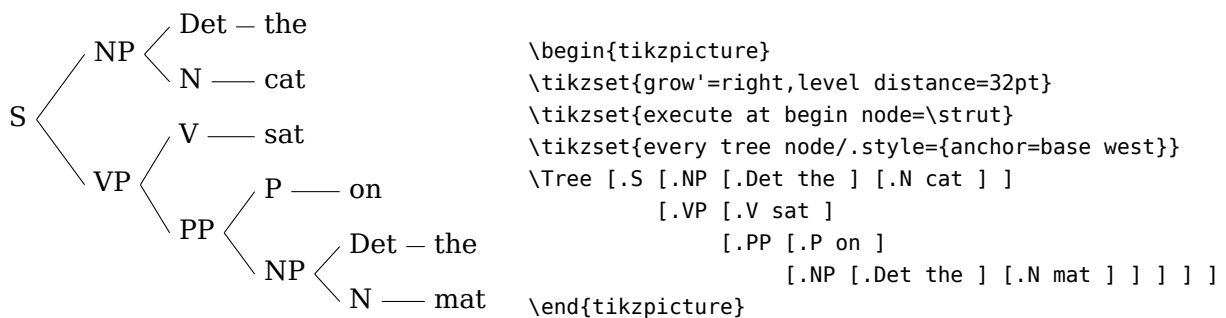 Det the
NP
N cat
S
V sat
VP
P on
PP
Det the
NP
N mat
\begin{tikzpicture}
\tikzset{grow'=right,level distance=32pt}
\tikzset{execute at begin node=\strut}
\tikzset{every tree node/.style={anchor=base west}}
\Tree [.S [.NP [.Det the ] [.N cat ] ]
[.VP [.V sat ]
[.PP [.P on ]
[.NP [.Det the ] [.N mat ] ] ] ] ]
\end{tikzpicture}